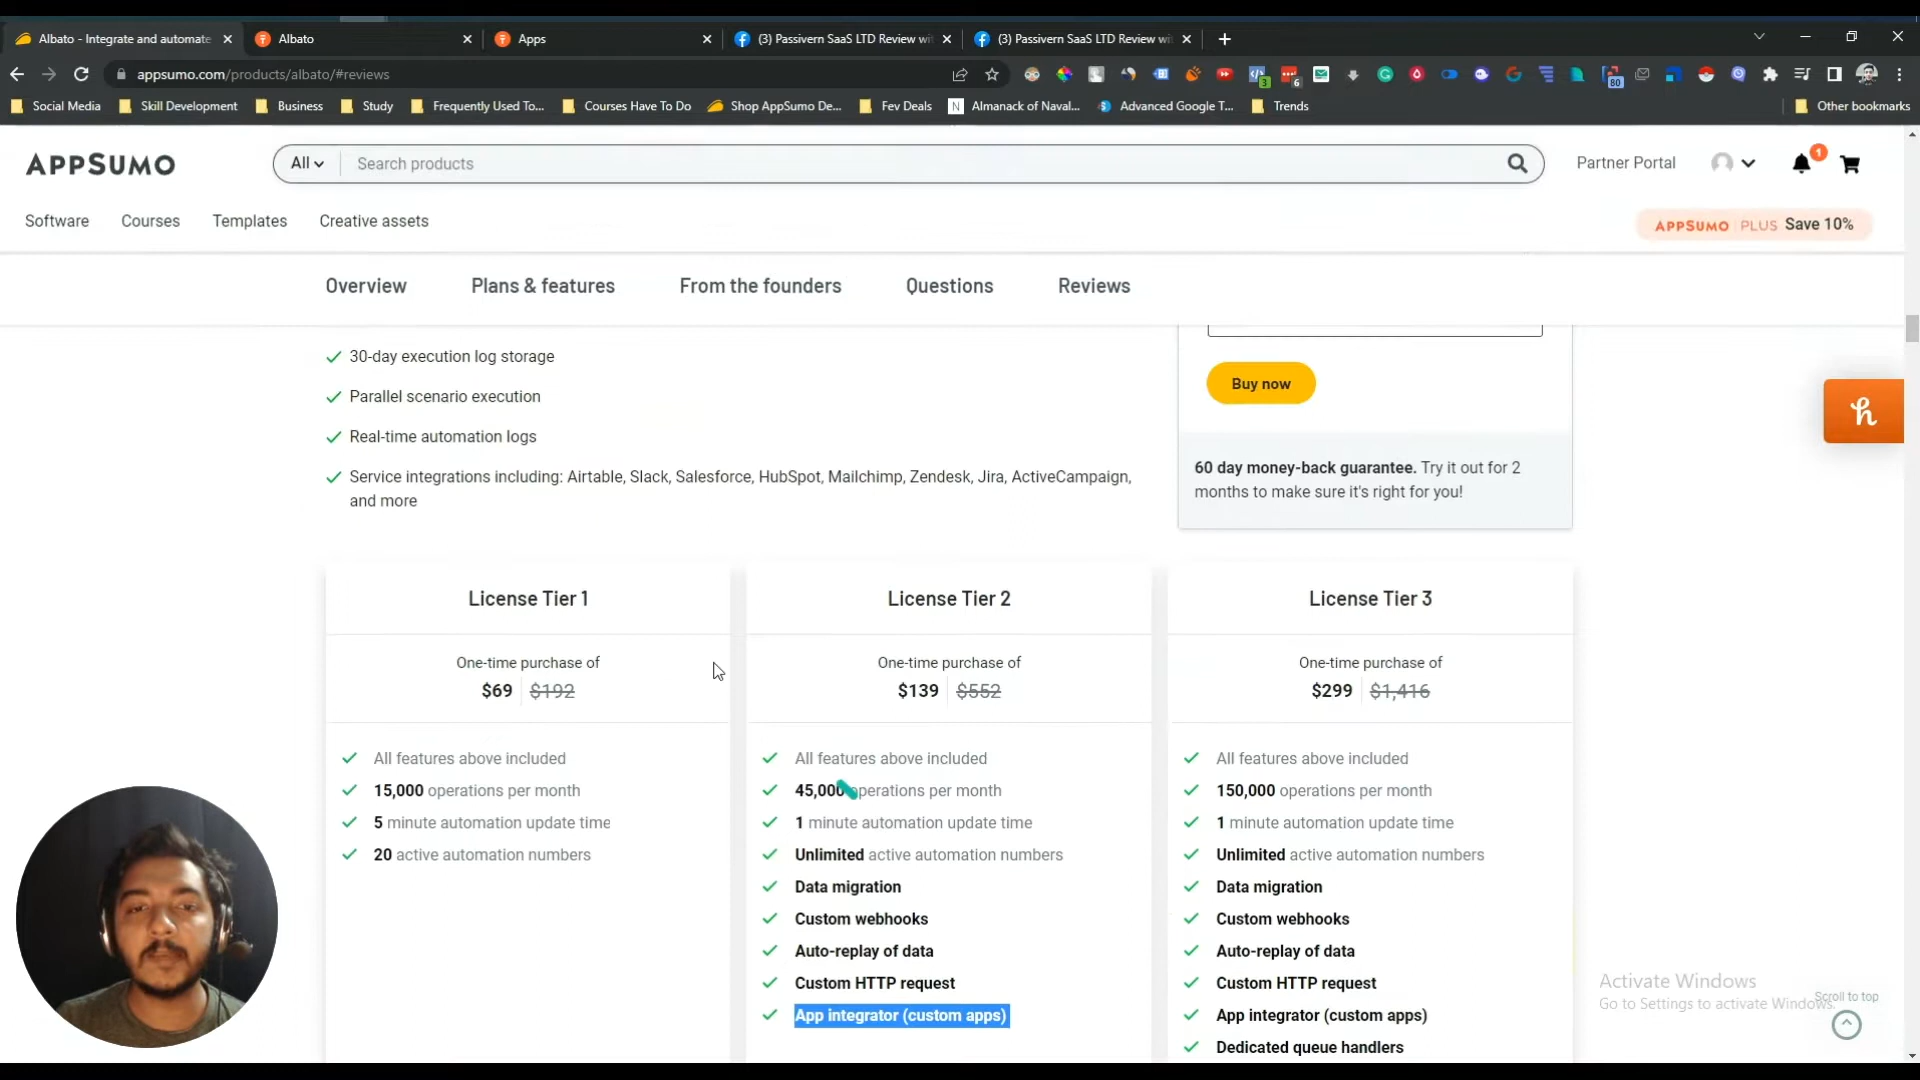 Albato - Integrate and automate
Albato
Apps
(3) Passivern SaaS LTD Review wi
(3) Passivern SaaS LTD Review wi
appsumo.com/products/albato/#reviews
3
6
80
Social Media
Skill Development
Business
Study
Frequently Used To...
Courses Have To Do
Shop AppSumo De...
Fev Deals
Almanack of Naval...
Advanced Google T...
Trends
Other bookmarks
APPSUMO
All
Search products
Partner Portal
1
Software
Courses
Templates
Creative assets
APPSUMO PLUS Save 10%
Overview
Plans & features
From the founders
Questions
Reviews
30-day execution log storage
Parallel scenario execution
Real-time automation logs
Service integrations including: Airtable, Slack, Salesforce, HubSpot, Mailchimp, Zendesk, Jira, ActiveCampaign,
and more
Buy now
60 day money-back guarantee. Try it out for 2
months to make sure it's right for you!
License Tier 1
One-time purchase of
$69 $192
All features above included
15,000 operations per month
5 minute automation update time
20 active automation numbers
License Tier 2
One-time purchase of
$139 $552
All features above included
45,000 operations per month
1 minute automation update time
Unlimited active automation numbers
Data migration
Custom webhooks
Auto-replay of data
Custom HTTP request
App integrator (custom apps)
License Tier 3
One-time purchase of
$299 $1,416
All features above included
150,000 operations per month
1 minute automation update time
Unlimited active automation numbers
Data migration
Custom webhooks
Auto-replay of data
Custom HTTP request
App integrator (custom apps)
Dedicated queue handlers
Activate Windows
Go to Settings to activate Windows.
Scroll to top